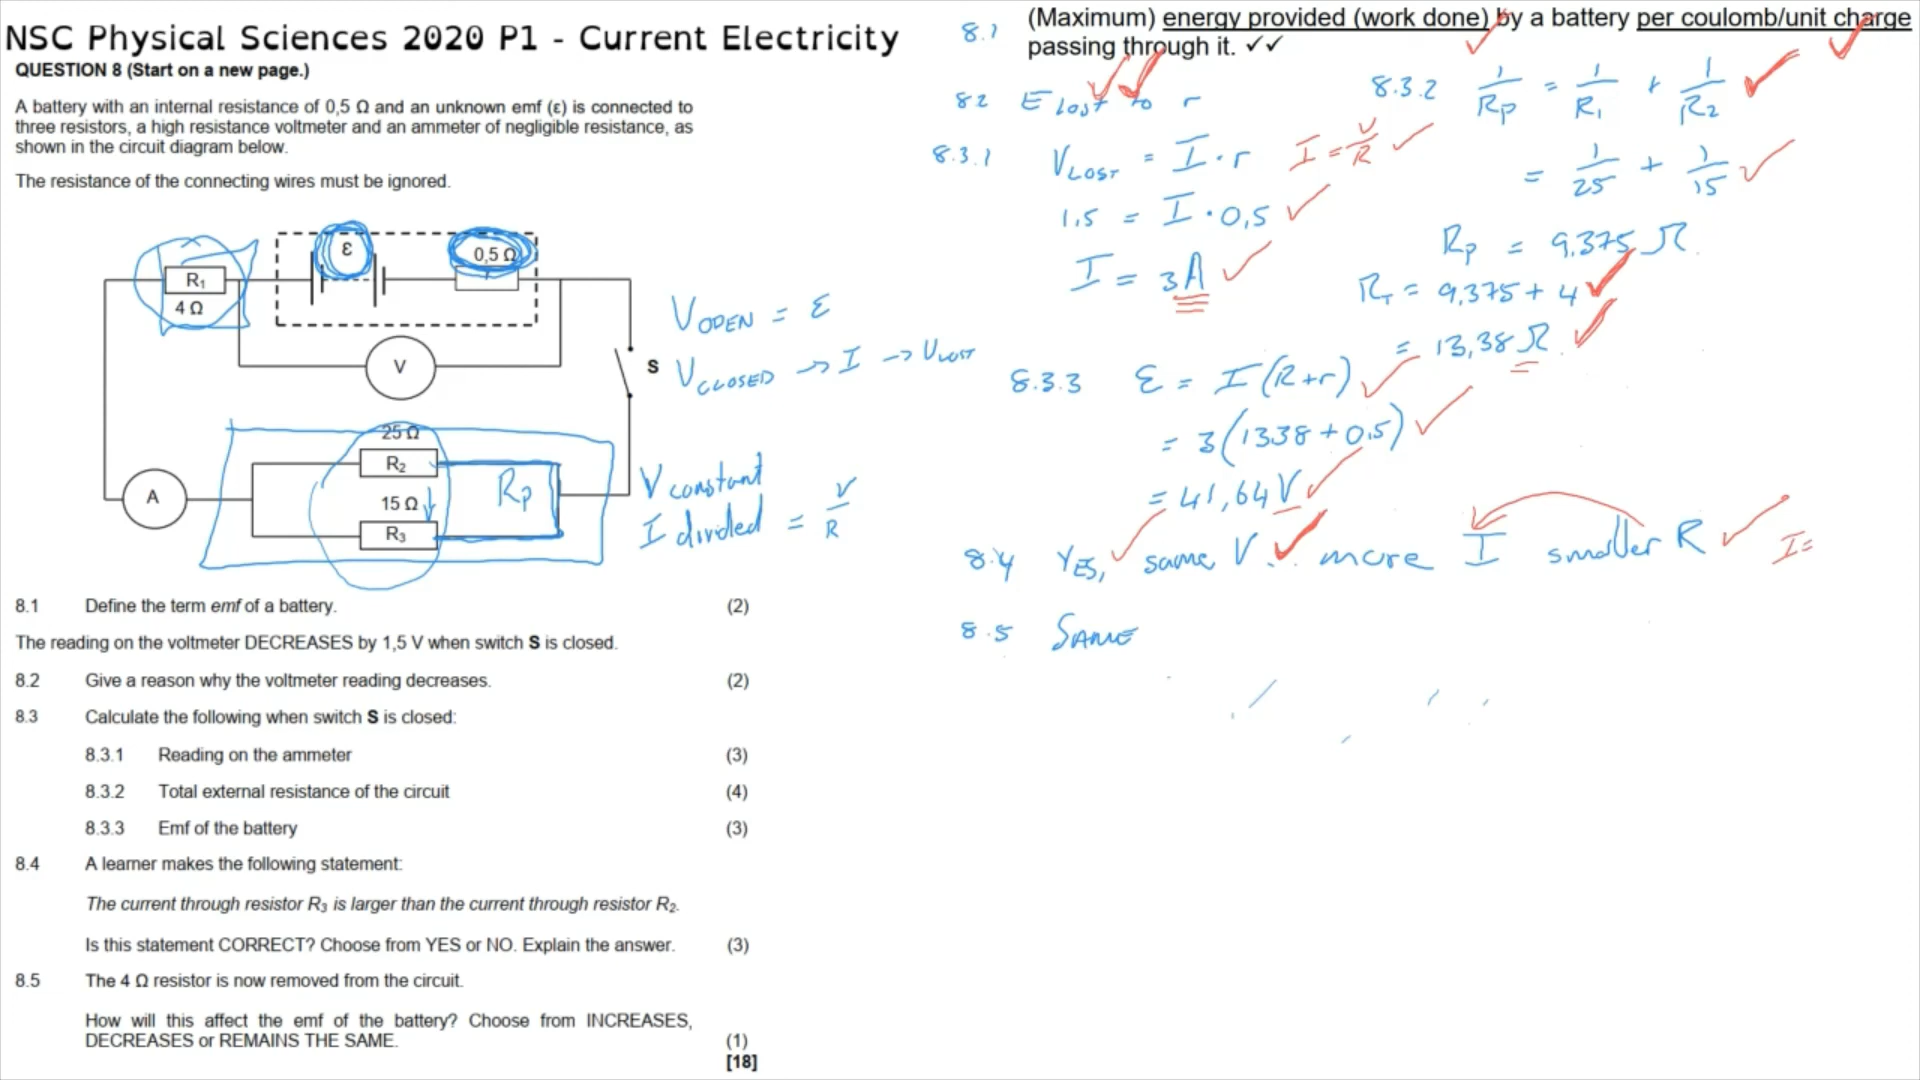 NSC Physical Sciences 2020 P1 - Current Electricity
QUESTION 8 (Start on a new page.)
A battery with an internal resistance of 0,5 Ω and an unknown emf (ε) is connected to
three resistors, a high resistance voltmeter and an ammeter of negligible resistance, as
shown in the circuit diagram below.
The resistance of the connecting wires must be ignored.
R₁
4 Ω
ε
0,5 Ω
r
V
S
25 Ω
R₂
15 Ω
R₃
A
Rp
V OPEN = ε
V CLOSED → I → V LOST
V constant
I divided = V/R
8.1 Define the term emf of a battery. (2)
The reading on the voltmeter DECREASES by 1,5 V when switch S is closed.
8.2 Give a reason why the voltmeter reading decreases. (2)
8.3 Calculate the following when switch S is closed:
8.3.1 Reading on the ammeter (3)
8.3.2 Total external resistance of the circuit (4)
8.3.3 Emf of the battery (3)
8.4 A learner makes the following statement:
The current through resistor R₃ is larger than the current through resistor R₂.
Is this statement CORRECT? Choose from YES or NO. Explain the answer. (3)
8.5 The 4 Ω resistor is now removed from the circuit.
How will this affect the emf of the battery? Choose from INCREASES,
DECREASES or REMAINS THE SAME. (1)
[18]
8.1 (Maximum) energy provided (work done) by a battery per coulomb/unit charge
passing through it. ✓✓
8.2 E LOST to r
8.3.1 V LOST = I · r I = V/R
1,5 = I · 0,5
I = 3A
8.3.2 1/Rp = 1/R₁ + 1/R₂
= 1/25 + 1/15
Rp = 9,375 Ω
R_T = 9,375 + 4
= 13,38 Ω
8.3.3 ε = I(R+r)
= 3(1338 + 0.5)
= 41,64 V
8.4 YES, same V ∴ more I smaller R I=
8.5 SAME